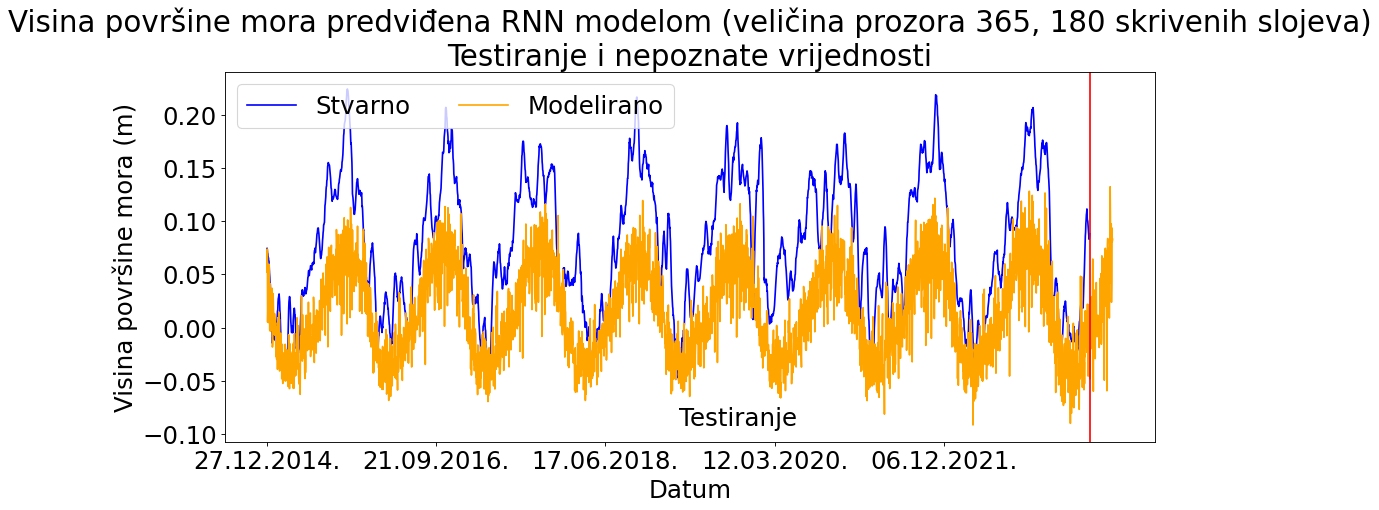 Visina površine mora predviđena RNN modelom (veličina prozora 365, 180 skrivenih slojeva)
Testiranje i nepoznate vrijednosti
Stvarno Modelirano
Visina površine mora (m)
0.20
0.15
0.10
0.05
0.00
−0.05
−0.10
Testiranje
27.12.2014. 21.09.2016. 17.06.2018. 12.03.2020. 06.12.2021.
Datum